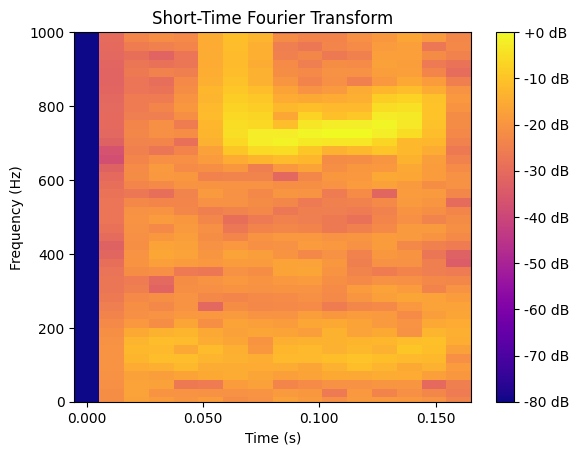 Short-Time Fourier Transform
1000
800
600
400
200
0
Frequency (Hz)
0.000
0.050
0.100
0.150
Time (s)
+0 dB
-10 dB
-20 dB
-30 dB
-40 dB
-50 dB
-60 dB
-70 dB
-80 dB